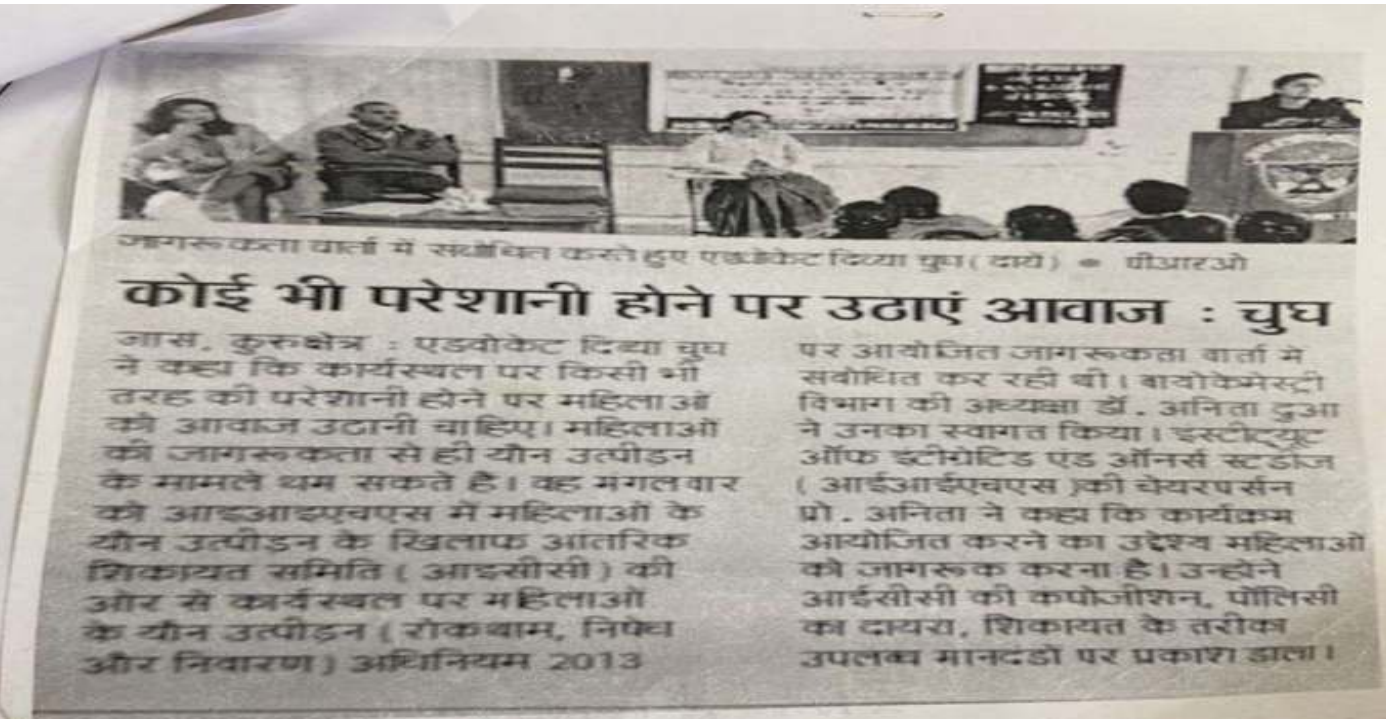 जागरूकता वार्ता में संबोधित करते हुए एडवोकेट दिव्या चुघ ( दायें ) ● पीआरओ
कोई भी परेशानी होने पर उठाएं आवाज : चुघ
जासं, कुरुक्षेत्र : एडवोकेट दिव्या चुघ
ने कहा कि कार्यस्थल पर किसी भी
तरह की परेशानी होने पर महिलाओं
को आवाज उठानी चाहिए। महिलाओं
की जागरूकता से ही यौन उत्पीड़न
के मामले थम सकते है। वह मंगलवार
को आइआइएचएस में महिलाओं के
यौन उत्पीडन के खिलाफ आंतरिक
शिकायत समिति ( आइसीसी ) की
ओर से कार्यस्थल पर महिलाओं
के यौन उत्पीडन ( रोकथाम, निषेध
और निवारण ) अधिनियम 2013
पर आयोजित जागरूकता वार्ता मे
संबोधित कर रही थी। बायोकेमेस्ट्री
विभाग की अध्यक्षा डॉ. अनिता दुआ
ने उनका स्वागत किया। इंस्टीट्यूट
ऑफ इंटीग्रेटिड एंड ऑनर्स स्टडीज
( आईआईएचएस )की चेयरपर्सन
प्रो. अनिता ने कहा कि कार्यक्रम
आयोजित करने का उद्देश्य महिलाओं
को जागरूक करना है। उन्होंने
आईसीसी की कंपोजीशन, पॉलिसी
का दायरा, शिकायत के तरीका
उपलब्ध मानदंडो पर प्रकाश डाला।